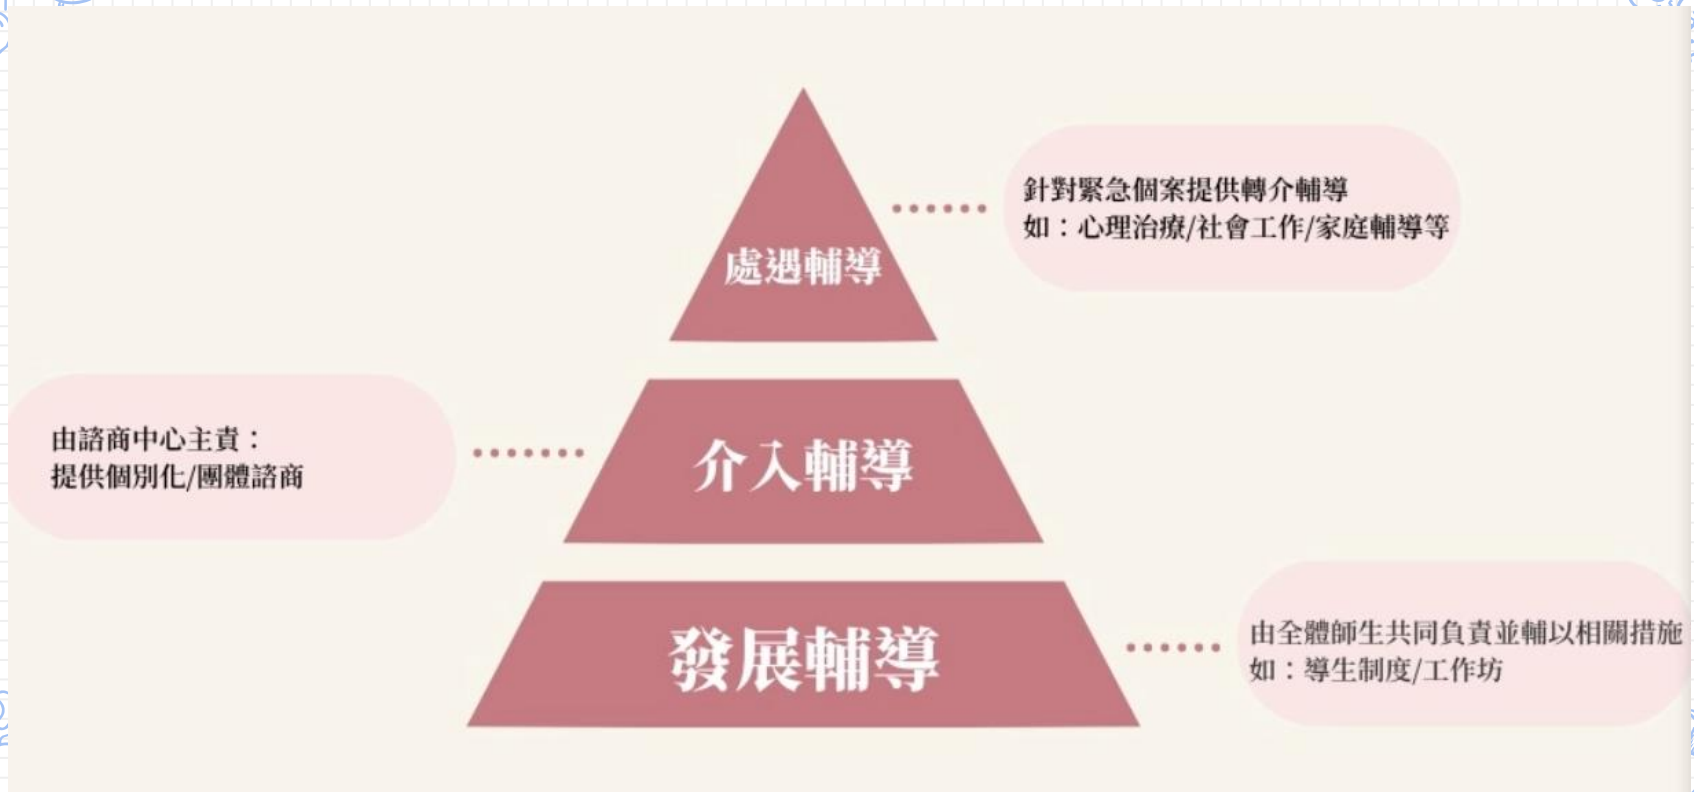 針對緊急個案提供轉介輔導
如：心理治療/社會工作/家庭輔導等
處遇輔導
由諮商中心主責：
提供個別化/團體諮商
介入輔導
發展輔導
由全體師生共同負責並輔以相關措施
如：導生制度/工作坊